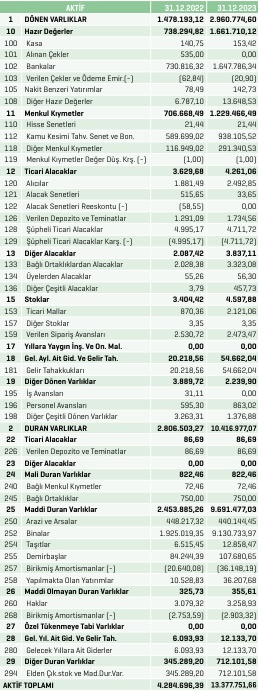 AKTİF 31.12.2022 31.12.2023
1 DÖNEN VARLIKLAR 1.478.193,12 2.960.774,60
10 Hazır Değerler 738.294,82 1.661.710,12
100 Kasa 140,75 153,42
101 Alınan Çekler 535,00 0,00
102 Bankalar 730.816,32 1.647.786,34
103 Verilen Çekler ve Ödeme Emir.(-) (62,84) (20,90)
105 Nakit Benzeri Yatırımlar 78,49 142,73
108 Diğer Hazır Değerler 6.787,10 13.648,53
11 Menkul Kıymetler 706.668,49 1.229.466,49
110 Hisse Senetleri 21,44 21,44
112 Kamu Kesimi Tahv. Senet ve Bon. 589.699,02 938.105,52
118 Diğer Menkul Kıymetler 116.949,02 291.340,53
119 Menkul Kıymetler Değer Düş. Krş. (-) (1,00) (1,00)
12 Ticari Alacaklar 3.629,68 4.261,06
120 Alıcılar 1.881,49 2.492,85
121 Alacak Senetleri 515,65 33,65
122 Alacak Senetleri Reeskontu (-) (58,55) 0,00
126 Verilen Depozito ve Teminatlar 1.291,09 1.734,56
128 Şüpheli Ticari Alacaklar 4.995,17 4.711,72
129 Şüpheli Ticari Alacaklar Karş. (-) (4.995,17) (4.711,72)
13 Diğer Alacaklar 2.087,42 3.837,11
133 Bağlı Ortaklıklardan Alacaklar 2.028,38 3.323,08
134 Üyelerden Alacaklar 55,26 56,30
136 Diğer Çeşitli Alacaklar 3,79 457,73
15 Stoklar 3.404,42 4.597,88
153 Ticari Mallar 870,36 2.121,06
157 Diğer Stoklar 3,35 3,35
159 Verilen Sipariş Avansları 2.530,72 2.473,47
17 Yıllara Yaygın İnş. Ve On. Mal. 0,00 0,00
18 Gel. Ayl. Ait Gid. Ve Gelir Tah. 20.218,56 54.662,04
181 Gelir Tahakkukları 20.218,56 54.662,04
19 Diğer Dönen Varlıklar 3.889,72 2.239,90
195 İş Avansları 31,11 0,00
196 Personel Avansları 595,30 863,02
198 Diğer Çeşitli Dönen Varlıklar 3.263,31 1.376,88
2 DURAN VARLIKLAR 2.806.503,27 10.416.977,07
22 Ticari Alacaklar 86,69 86,69
226 Verilen Depozito ve Teminatlar 86,69 86,69
23 Diğer Alacaklar 0,00 0,00
24 Mali Duran Varlıklar 822,46 822,46
240 Bağlı Menkul Kıymetler 72,46 72,46
245 Bağlı Ortaklıklar 750,00 750,00
25 Maddi Duran Varlıklar 2.453.885,26 9.691.477,03
250 Arazi ve Arsalar 448.217,32 440.144,45
252 Binalar 1.925.019,35 9.130.733,97
254 Taşıtlar 6.515,45 12.858,47
255 Demirbaşlar 84.244,39 107.680,65
257 Birikmiş Amortismanlar (-) (20.640,08) (36.148,19)
258 Yapılmakta Olan Yatırımlar 10.528,83 36.207,68
26 Maddi Olmayan Duran Varlıklar 325,73 355,61
260 Haklar 3.079,32 3.258,93
268 Birikmiş Amortismanlar (-) (2.753,59) (2.903,32)
27 Özel Tükenmeye Tabi Varlıklar 0,00 0,00
28 Gel. Yıl. Ait Gid. Ve Gelir Tah. 6.093,93 12.133,70
280 Gelecek Yıllara Ait Giderler 6.093,93 12.133,70
29 Diğer Duran Varlıklar 345.289,20 712.101,58
294 Elden Çık.stok ve Mad.Dur.Var. 345.289,20 712.101,58
AKTİF TOPLAMI 4.284.696,39 13.377.751,66